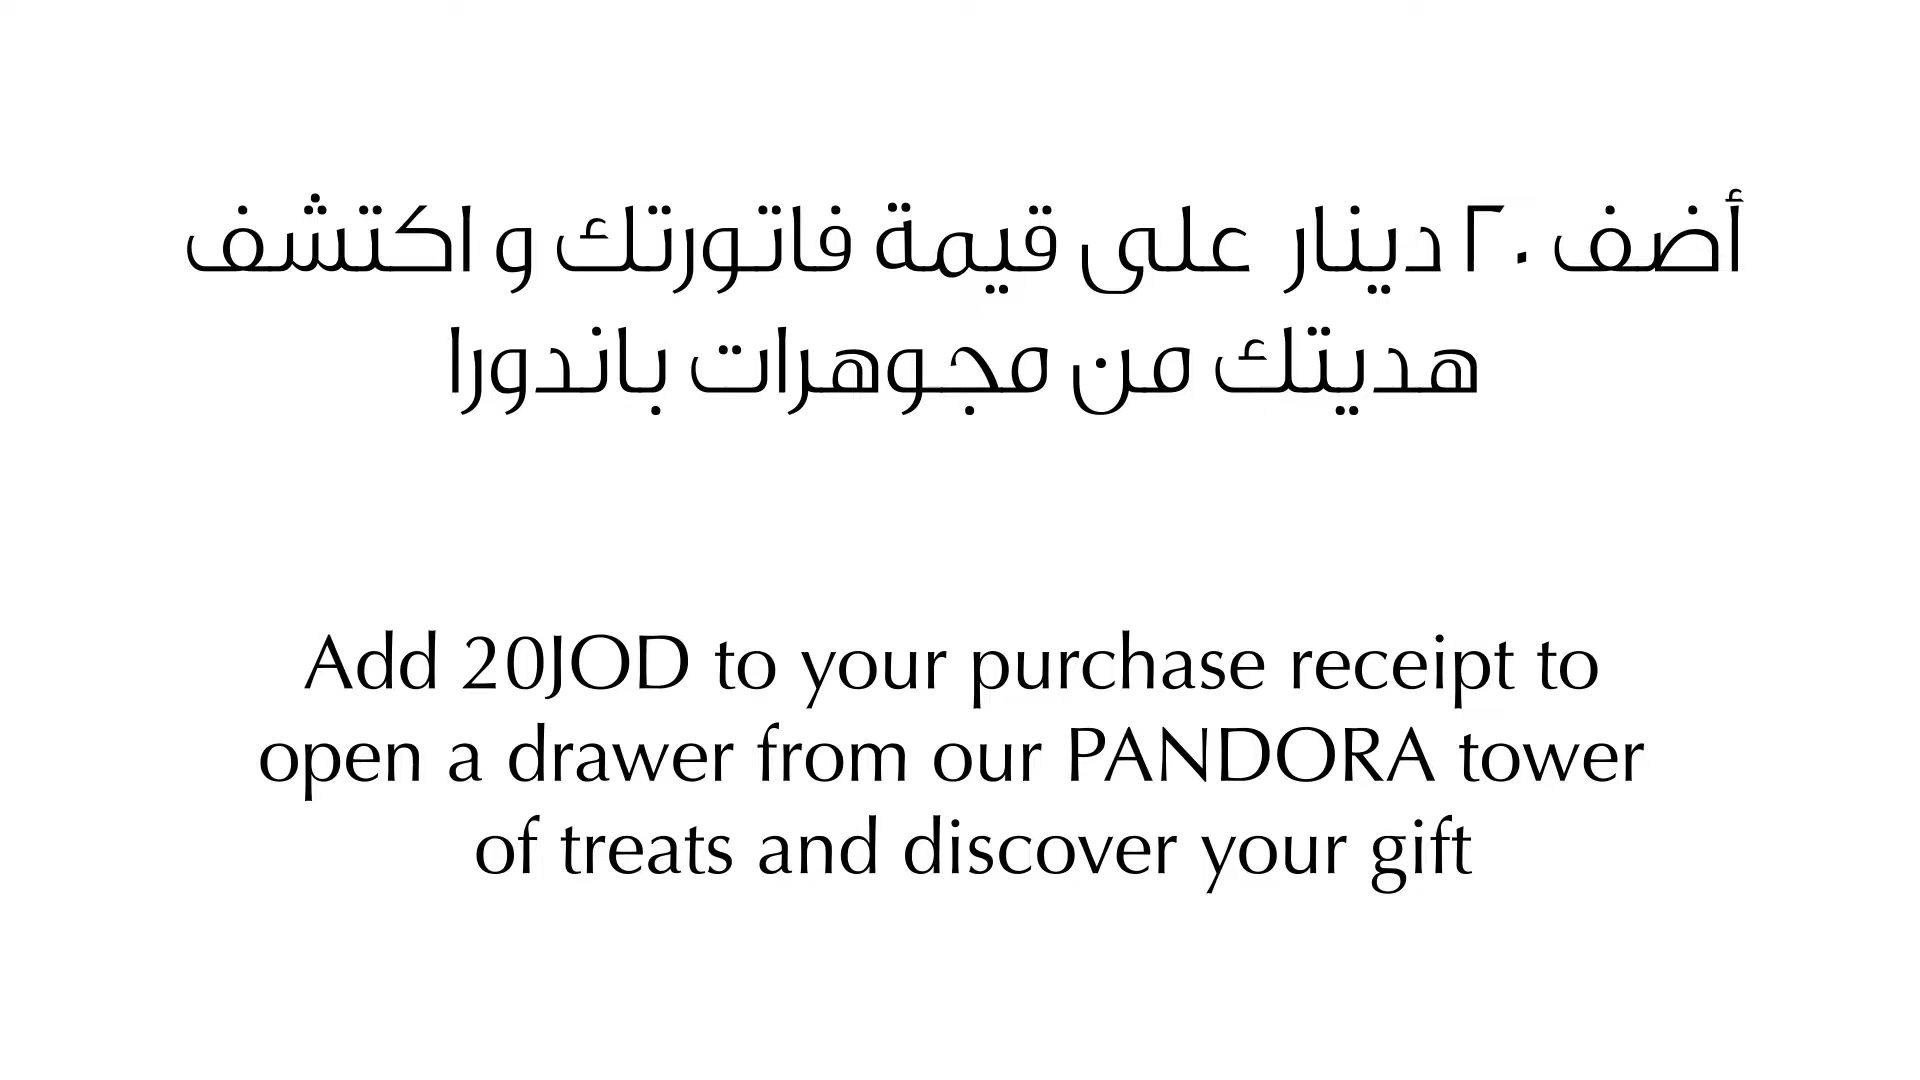 أضف ٢٠ دينار على قيمة فاتورتك و اكتشف
هديتك من مجوهرات باندورا
Add 20JOD to your purchase receipt to
open a drawer from our PANDORA tower
of treats and discover your gift